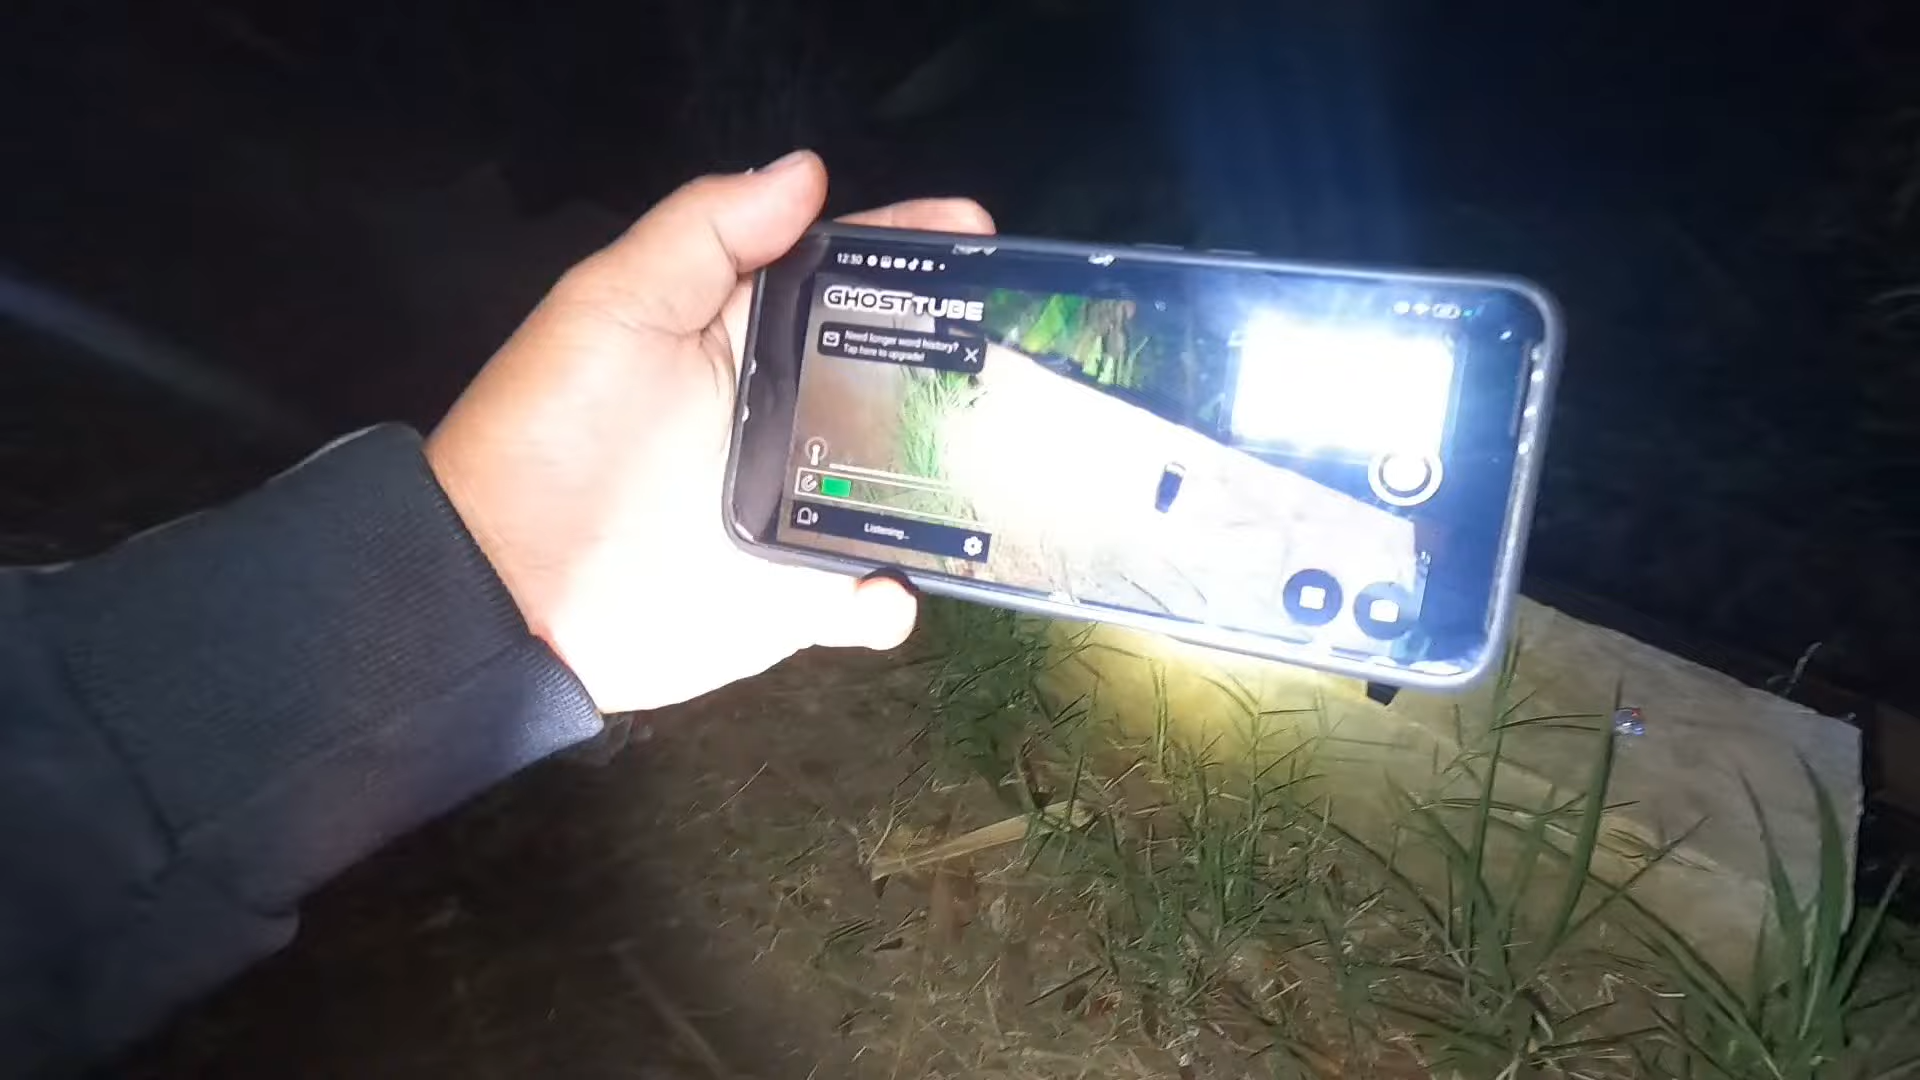 12:30
GHOSTTUBE
Need longer word history?
Tap here to upgrade!
Listening...